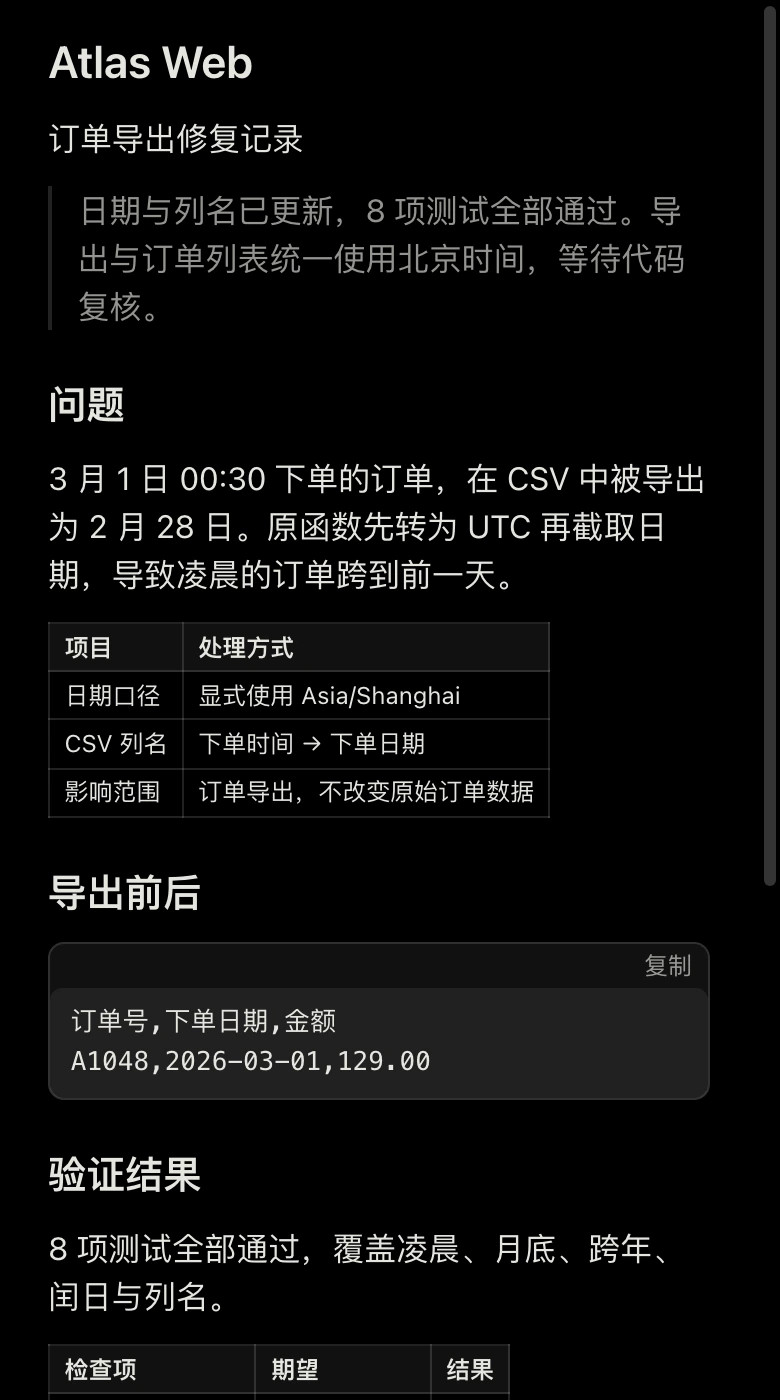 Atlas Web
订单导出修复记录
日期与列名已更新，8 项测试全部通过。导
出与订单列表统一使用北京时间，等待代码
复核。
问题
3 月 1 日 00:30 下单的订单，在 CSV 中被导出
为 2 月 28 日。原函数先转为 UTC 再截取日
期，导致凌晨的订单跨到前一天。
项目 处理方式
日期口径 显式使用 Asia/Shanghai
CSV 列名 下单时间 → 下单日期
影响范围 订单导出，不改变原始订单数据
导出前后
复制
订单号,下单日期,金额
A1048,2026-03-01,129.00
验证结果
8 项测试全部通过，覆盖凌晨、月底、跨年、
闰日与列名。
检查项 期望 结果